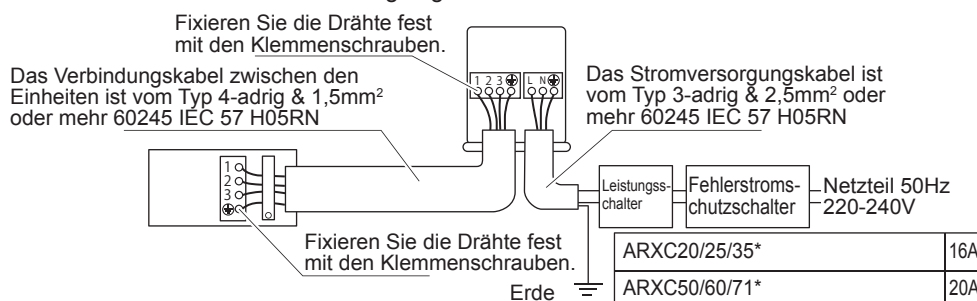 Fixieren Sie die Drähte fest
mit den Klemmenschrauben.
Das Verbindungskabel zwischen den
Einheiten ist vom Typ 4-adrig & 1,5mm²
oder mehr 60245 IEC 57 H05RN
1 2 3
L N
Das Stromversorgungskabel ist
vom Typ 3-adrig & 2,5mm² oder
mehr 60245 IEC 57 H05RN
1
2
3
Leistungss-
chalter
Fehlerstroms-
chutzschalter
Netzteil 50Hz
220-240V
Fixieren Sie die Drähte fest
mit den Klemmenschrauben.
Erde
ARXC20/25/35* 16A
ARXC50/60/71* 20A